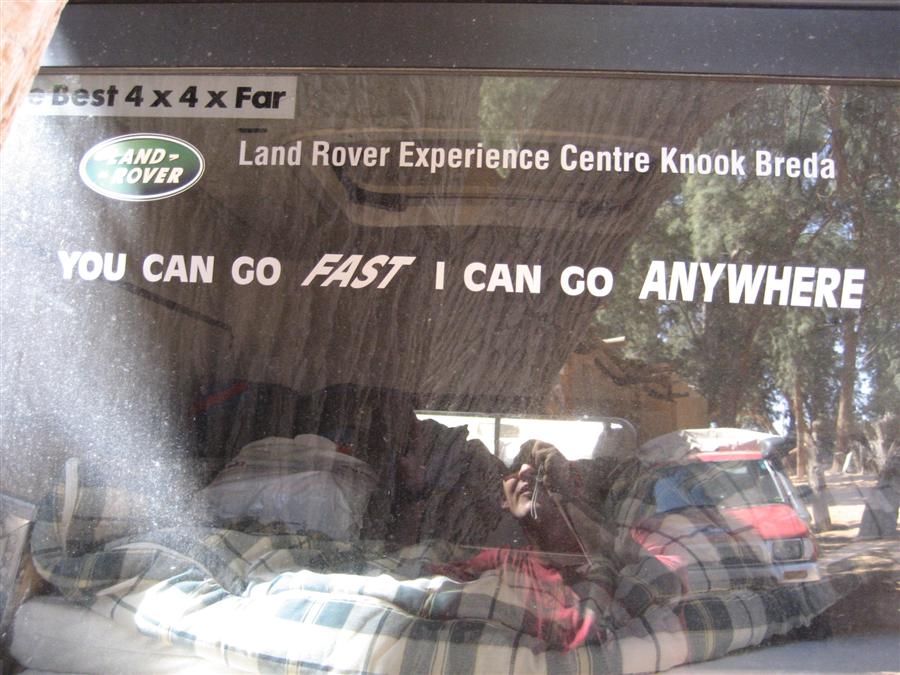 Best 4 x 4 x Far
LAND-
-ROVER
Land Rover Experience Centre Knook Breda
YOU CAN GO FAST I CAN GO ANYWHERE